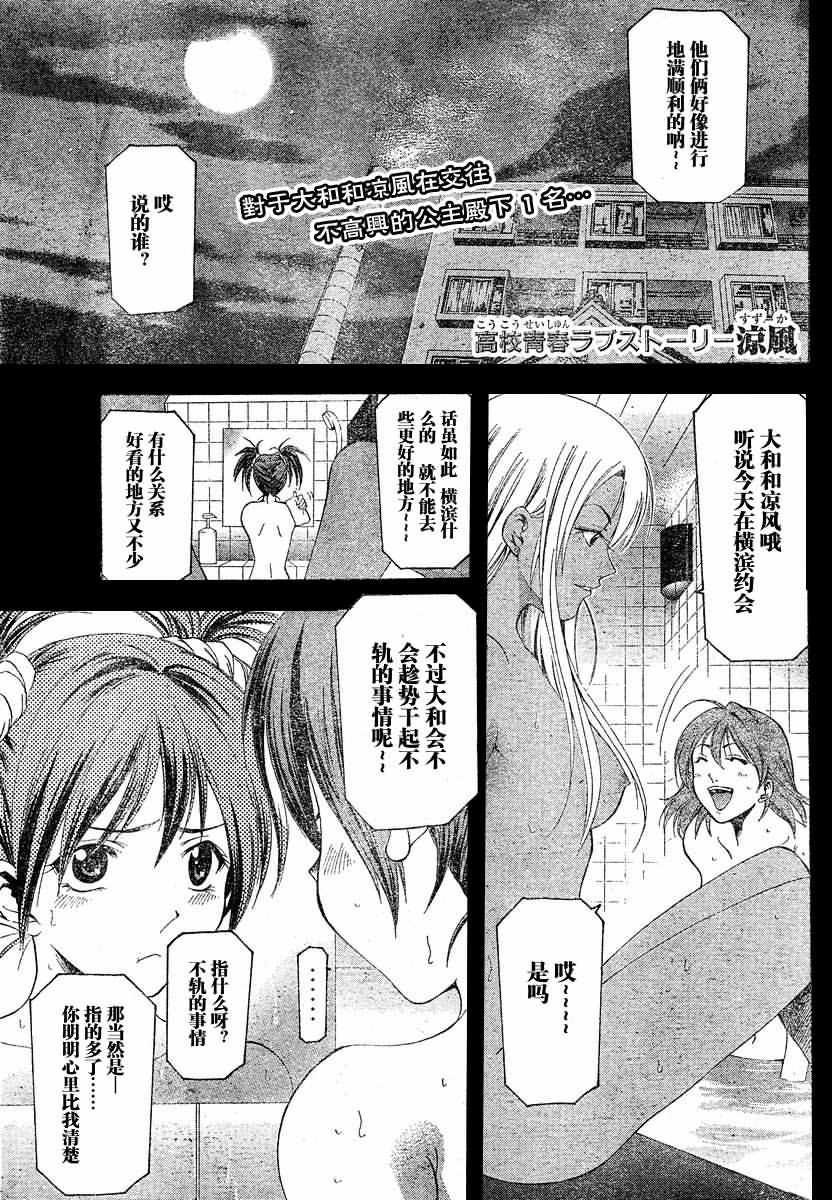 他们俩好像进行
地满顺利的呐~~
對于大和和凉風在交往
不高興的公主殿下1名…
哎
说的谁?
こうこうせいしゅん
高校青春ラブストーリー
すずか
涼風
大和和凉风哦
听说今天在横滨约会
哎~~~~
是吗
话虽如此 横滨什
么的 就不能去
些更好的地方~~~
有什么关系
好看的地方又不少
不过大和会不
会趁势干起不
轨的事情呢~~
……
指什么呀?
不轨的事情
那当然是—
指的多了……
你明明心里比我清楚